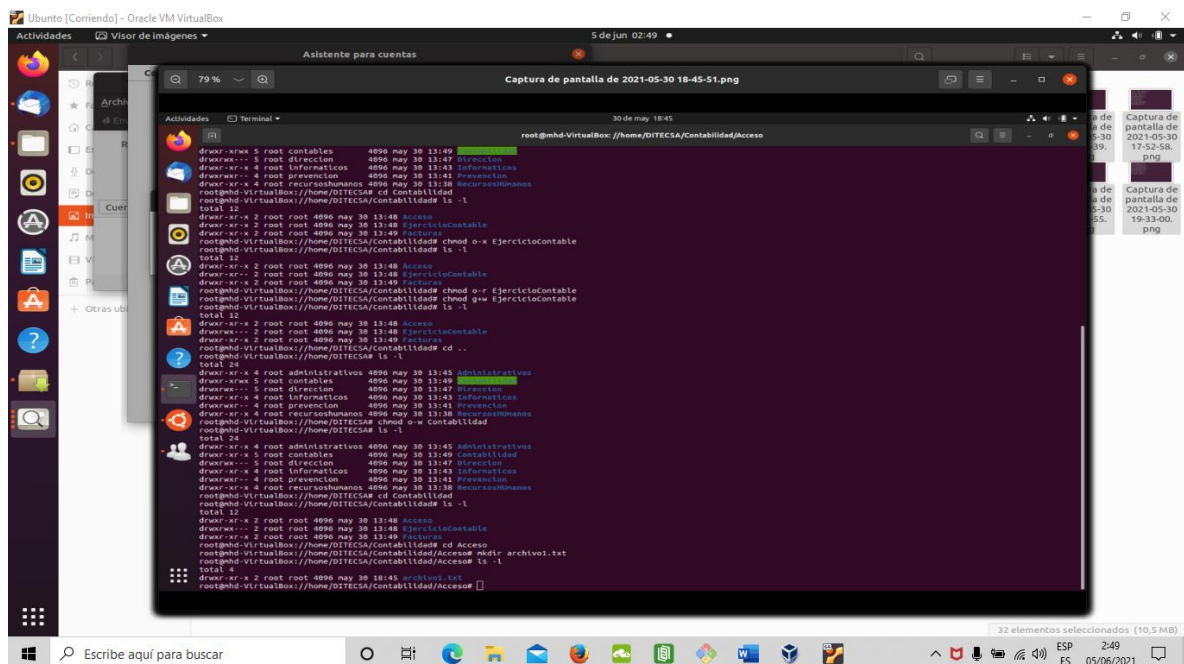 Ubunto [Corriendo] - Oracle VM VirtualBox
Actividades Visor de imágenes 5 de jun 02:49
Asistente para cuentas
79 % Captura de pantalla de 2021-05-30 18-45-51.png
Archi
Cuer
+ Otras ubi
Captura de
pantalla de
2021-05-30
17-52-58.
png
Captura de
pantalla de
2021-05-30
19-33-00.
png
Actividades Terminal 30 de may 18:45
root@mhd-VirtualBox: //home/DITECSA/Contabilidad/Acceso
drwxr-xrwx 5 root contables 4096 may 30 13:49 Contabilidad
drwxrwx--- 5 root direccion 4096 may 30 13:47 Direccion
drwxr-xr-x 4 root informaticos 4096 may 30 13:43 Informaticos
drwxrwxr-- 4 root prevencion 4096 may 30 13:41 Prevencion
drwxr-xr-x 4 root recursoshumanos 4096 may 30 13:38 RecursosHUmanos
root@mhd-VirtualBox://home/DITECSA# cd Contabilidad
root@mhd-VirtualBox://home/DITECSA/Contabilidad# ls -l
total 12
drwxr-xr-x 2 root root 4096 may 30 13:48 Acceso
drwxr-xr-x 2 root root 4096 may 30 13:48 EjercicioContable
drwxr-xr-x 2 root root 4096 may 30 13:49 Facturas
root@mhd-VirtualBox://home/DITECSA/Contabilidad# chmod o-x EjercicioContable
root@mhd-VirtualBox://home/DITECSA/Contabilidad# ls -l
total 12
drwxr-xr-x 2 root root 4096 may 30 13:48 Acceso
drwxr-xr-- 2 root root 4096 may 30 13:48 EjercicioContable
drwxr-xr-x 2 root root 4096 may 30 13:49 Facturas
root@mhd-VirtualBox://home/DITECSA/Contabilidad# chmod o-r EjercicioContable
root@mhd-VirtualBox://home/DITECSA/Contabilidad# chmod g+w EjercicioContable
root@mhd-VirtualBox://home/DITECSA/Contabilidad# ls -l
total 12
drwxr-xr-x 2 root root 4096 may 30 13:48 Acceso
drwxrwx--- 2 root root 4096 may 30 13:48 EjercicioContable
drwxr-xr-x 2 root root 4096 may 30 13:49 Facturas
root@mhd-VirtualBox://home/DITECSA/Contabilidad# cd ..
root@mhd-VirtualBox://home/DITECSA# ls -l
total 24
drwxr-xr-x 4 root administrativos 4096 may 30 13:45 Administrativos
drwxr-xrwx 5 root contables 4096 may 30 13:49 Contabilidad
drwxrwx--- 5 root direccion 4096 may 30 13:47 Direccion
drwxr-xr-x 4 root informaticos 4096 may 30 13:43 Informaticos
drwxrwxr-- 4 root prevencion 4096 may 30 13:41 Prevencion
drwxr-xr-x 4 root recursoshumanos 4096 may 30 13:38 RecursosHUmanos
root@mhd-VirtualBox://home/DITECSA# chmod o-w Contabilidad
root@mhd-VirtualBox://home/DITECSA# ls -l
total 24
drwxr-xr-x 4 root administrativos 4096 may 30 13:45 Administrativos
drwxr-xr-x 5 root contables 4096 may 30 13:49 Contabilidad
drwxrwx--- 5 root direccion 4096 may 30 13:47 Direccion
drwxr-xr-x 4 root informaticos 4096 may 30 13:43 Informaticos
drwxrwxr-- 4 root prevencion 4096 may 30 13:41 Prevencion
drwxr-xr-x 4 root recursoshumanos 4096 may 30 13:38 RecursosHUmanos
root@mhd-VirtualBox://home/DITECSA# cd Contabilidad
root@mhd-VirtualBox://home/DITECSA/Contabilidad# ls -l
total 12
drwxr-xr-x 2 root root 4096 may 30 13:48 Acceso
drwxrwx--- 2 root root 4096 may 30 13:48 EjercicioContable
drwxr-xr-x 2 root root 4096 may 30 13:49 Facturas
root@mhd-VirtualBox://home/DITECSA/Contabilidad# cd Acceso
root@mhd-VirtualBox://home/DITECSA/Contabilidad/Acceso# mkdir archivo1.txt
root@mhd-VirtualBox://home/DITECSA/Contabilidad/Acceso# ls -l
total 4
drwxr-xr-x 2 root root 4096 may 30 18:45 archivo1.txt
root@mhd-VirtualBox://home/DITECSA/Contabilidad/Acceso#
32 elementos seleccionados (10,5 MB)
Escribe aquí para buscar
ESP 2:49
ES 05/06/2021